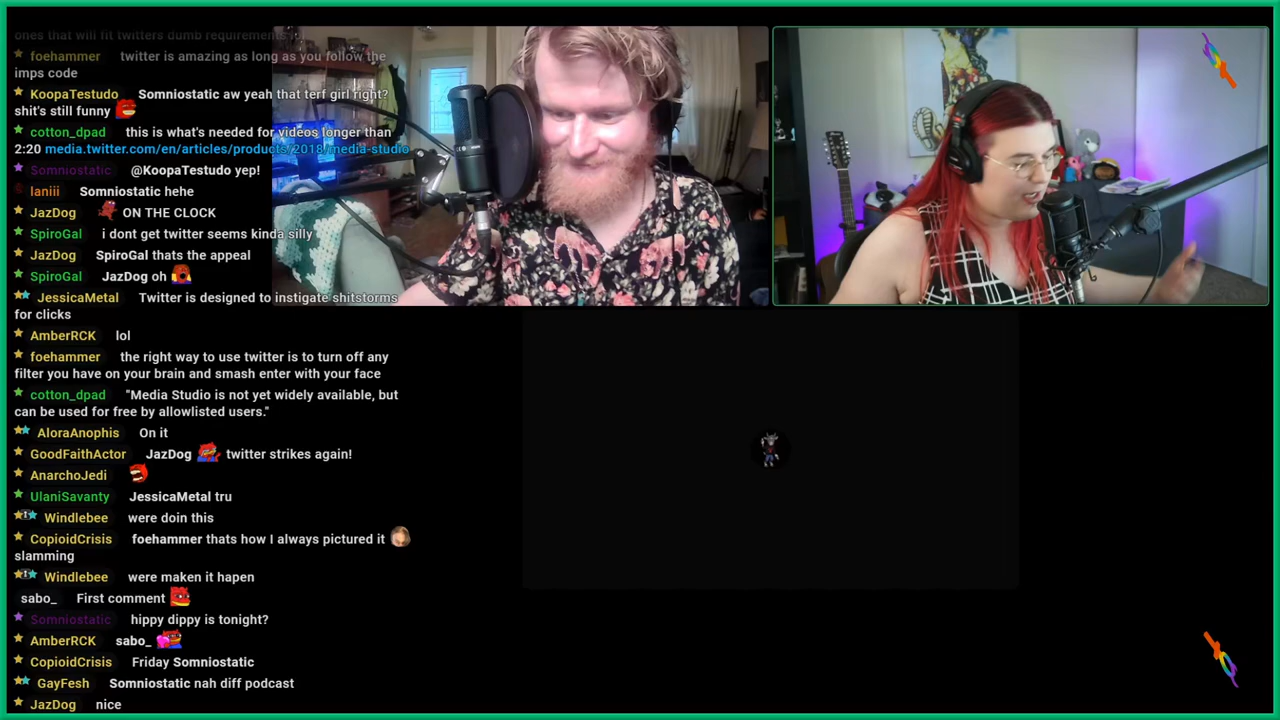 ones that will fit twitters dumb requirements lol
foehammer twitter is amazing as long as you follow the
imps code
KoopaTestudo Somniostatic aw yeah that terf girl right?
shit's still funny
cotton_dpad this is what's needed for videos longer than
2:20 media.twitter.com/en/articles/products/2018/media-studio
Somniostatic @KoopaTestudo yep!
Ianiii Somniostatic hehe
JazDog ON THE CLOCK
SpiroGal i dont get twitter seems kinda silly
JazDog SpiroGal thats the appeal
SpiroGal JazDog oh
JessicaMetal Twitter is designed to instigate shitstorms
for clicks
AmberRCK lol
foehammer the right way to use twitter is to turn off any
filter you have on your brain and smash enter with your face
cotton_dpad "Media Studio is not yet widely available, but
can be used for free by allowlisted users."
AloraAnophis On it
GoodFaithActor JazDog twitter strikes again!
AnarchoJedi
UlaniSavanty JessicaMetal tru
Windlebee were doin this
CopioidCrisis foehammer thats how I always pictured it
slamming
Windlebee were maken it hapen
sabo_ First comment
Somniostatic hippy dippy is tonight?
AmberRCK sabo_
CopioidCrisis Friday Somniostatic
GayFesh Somniostatic nah diff podcast
JazDog nice